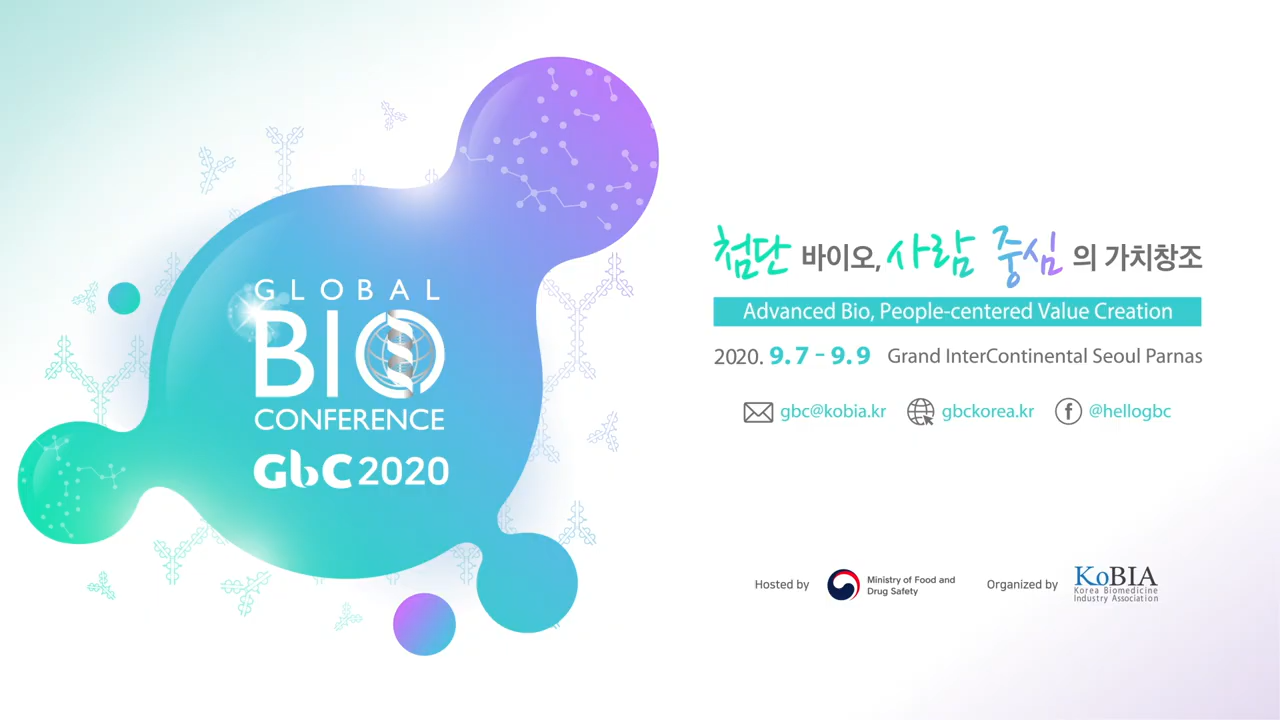 GLOBAL
BIO
CONFERENCE
GbC 2020
첨단 바이오, 사람 중심의 가치창조
Advanced Bio, People-centered Value Creation
2020. 9.7 - 9.9 Grand InterContinental Seoul Parnas
gbc@kobia.kr gbckorea.kr @hellogbc
Hosted by Ministry of Food and
Drug Safety
Organized by KoBIA
Korea Biomedicine
Industry Association